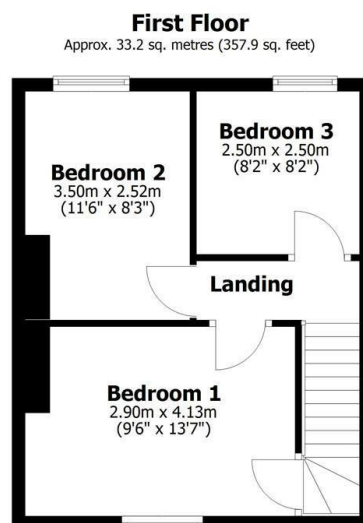 First Floor
Approx. 33.2 sq. metres (357.9 sq. feet)
Bedroom 3
2.50m x 2.50m
(8'2" x 8'2")
Bedroom 2
3.50m x 2.52m
(11'6" x 8'3")
Landing
Bedroom 1
2.90m x 4.13m
(9'6" x 13'7")